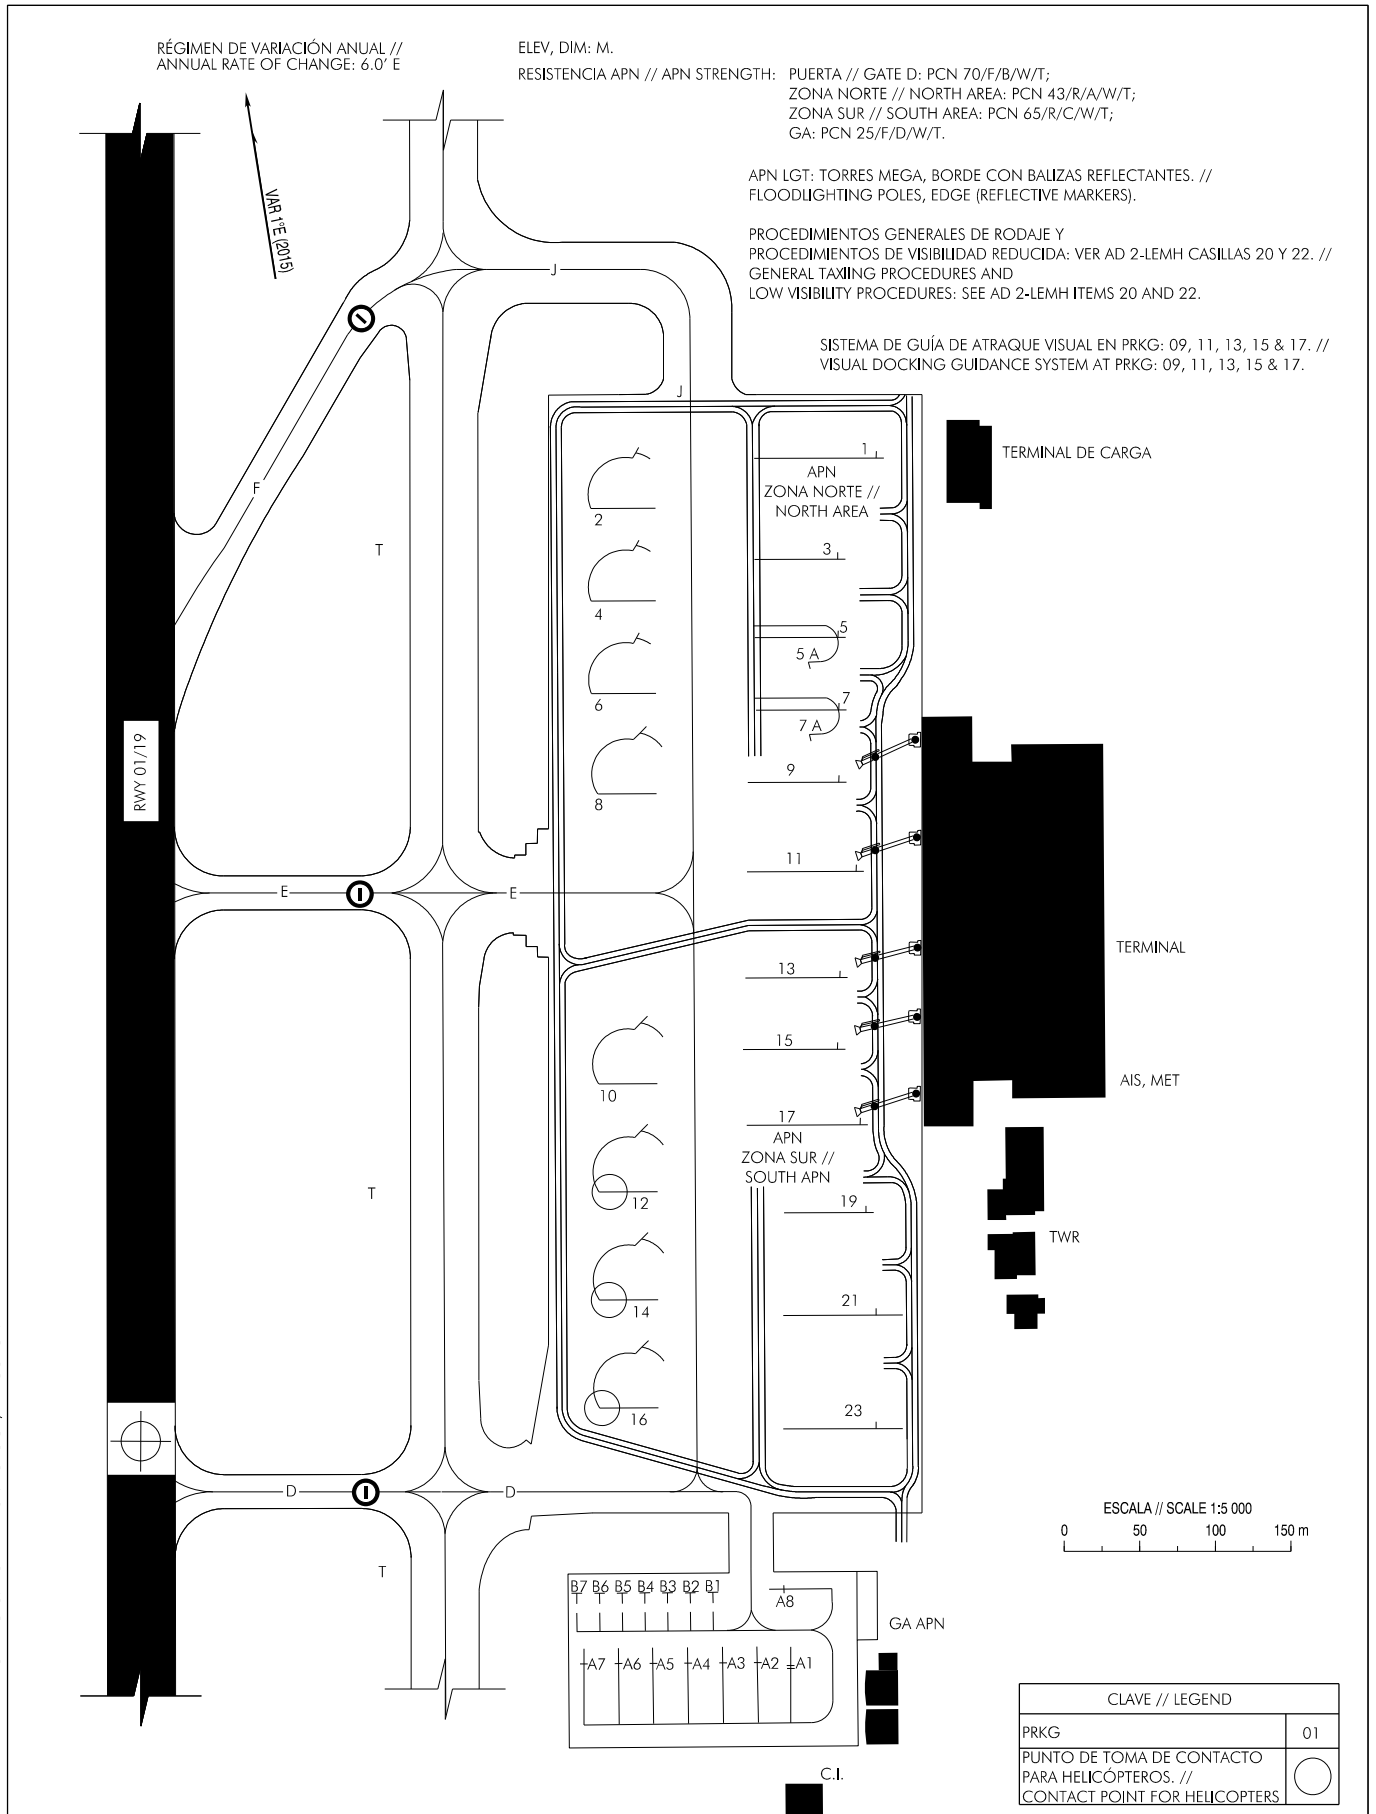 RÉGIMEN DE VARIACIÓN ANUAL //
ANNUAL RATE OF CHANGE: 6.0' E
VAR 1°E (2015)
ELEV, DIM: M.
RESISTENCIA APN // APN STRENGTH: PUERTA // GATE D: PCN 70/F/B/W/T;
ZONA NORTE // NORTH AREA: PCN 43/R/A/W/T;
ZONA SUR // SOUTH AREA: PCN 65/R/C/W/T;
GA: PCN 25/F/D/W/T.
APN LGT: TORRES MEGA, BORDE CON BALIZAS REFLECTANTES. //
FLOODLIGHTING POLES, EDGE (REFLECTIVE MARKERS).
PROCEDIMIENTOS GENERALES DE RODAJE Y
PROCEDIMIENTOS DE VISIBILIDAD REDUCIDA: VER AD 2-LEMH CASILLAS 20 Y 22. //
GENERAL TAXIING PROCEDURES AND
LOW VISIBILITY PROCEDURES: SEE AD 2-LEMH ITEMS 20 AND 22.
SISTEMA DE GUÍA DE ATRAQUE VISUAL EN PRKG: 09, 11, 13, 15 & 17. //
VISUAL DOCKING GUIDANCE SYSTEM AT PRKG: 09, 11, 13, 15 & 17.
J
J
1
TERMINAL DE CARGA
APN
ZONA NORTE //
NORTH AREA
F
2
T
3
4
5
5 A
6
7
7 A
RWY 01/19
9
8
11
E
E
TERMINAL
13
15
AIS, MET
10
17
APN
ZONA SUR //
SOUTH APN
T
12
19
TWR
21
14
23
16
D
D
ESCALA // SCALE 1:5 000
0 50 100 150 m
T
B7 B6 B5 B4 B3 B2 B1
A8
GA APN
A7 A6 A5 A4 A3 A2 A1
C.I.
CLAVE // LEGEND
PRKG 01
PUNTO DE TOMA DE CONTACTO
PARA HELICÓPTEROS. //
CONTACT POINT FOR HELICOPTERS